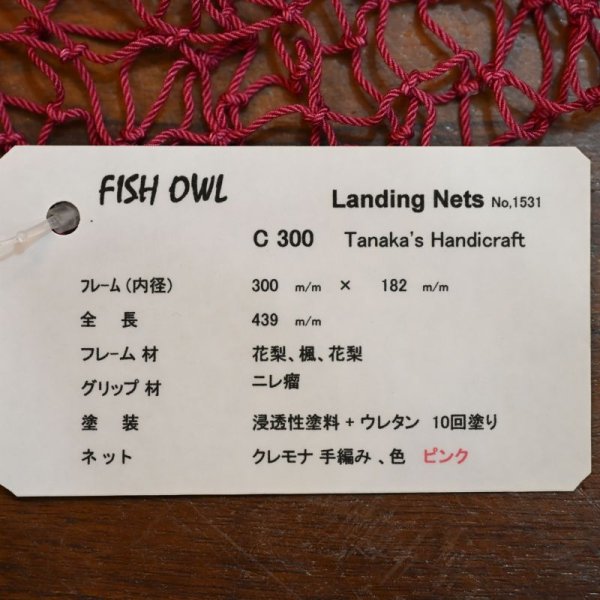 FISH OWL
Landing Nets No,1531
C 300 Tanaka's Handicraft
フレーム(内径) 300 m/m × 182 m/m
全 長 439 m/m
フレーム 材 花梨、楓、花梨
グリップ 材 ニレ瘤
塗 装 浸透性塗料 + ウレタン 10回塗り
ネ ッ ト クレモナ 手編み 、色 ピンク